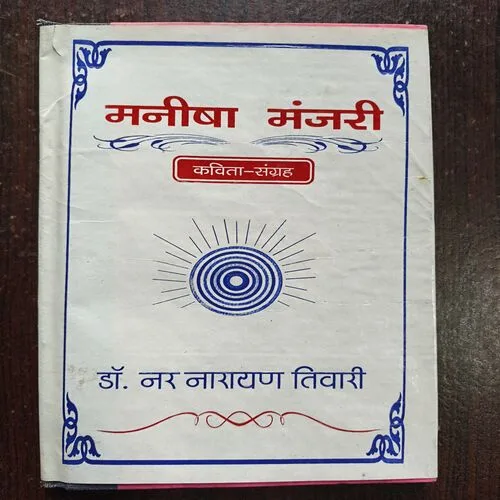 मनीषा मंजरी
कविता-संग्रह
डॉ. नर नारायण तिवारी